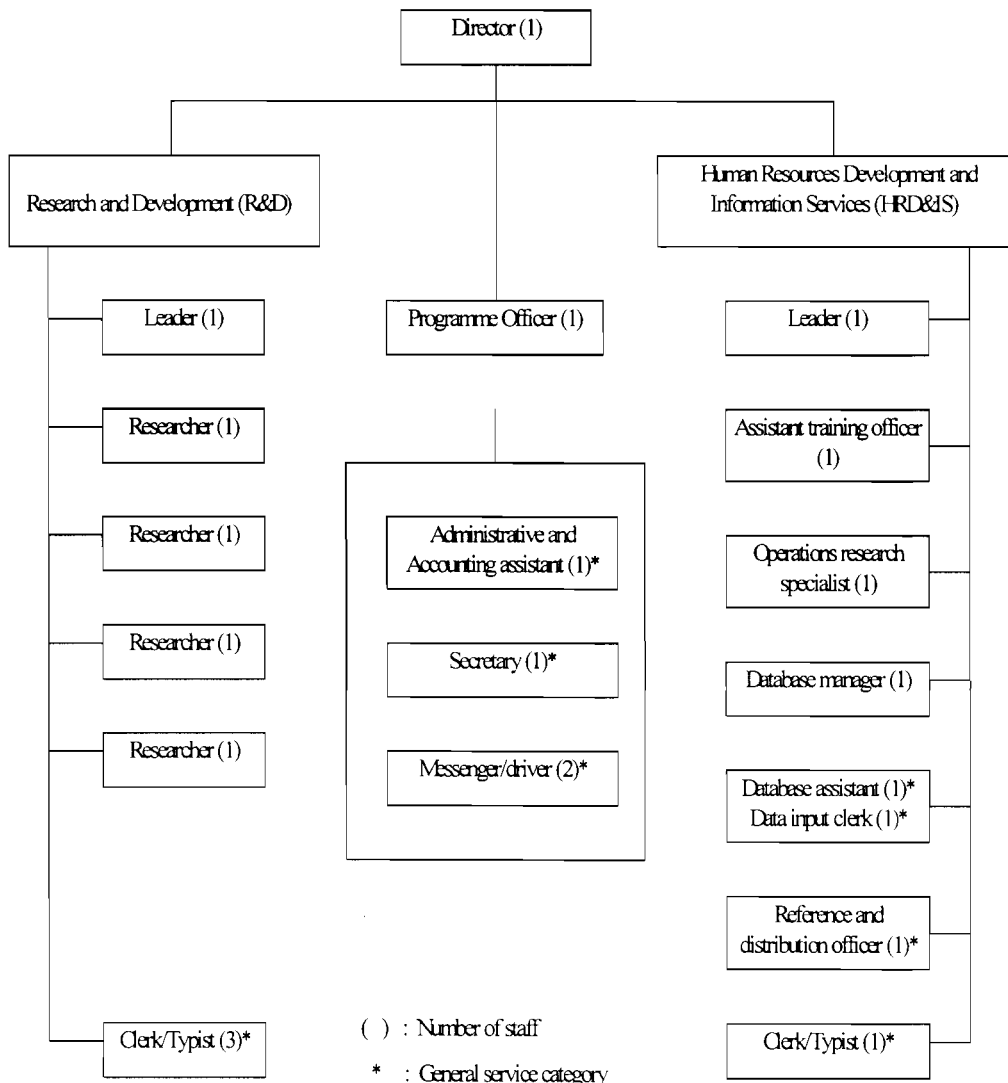 Director (1)
Research and Development (R&D)
Human Resources Development and
Information Services (HRD&IS)
Leader (1)
Researcher (1)
Researcher (1)
Researcher (1)
Researcher (1)
Clerk/Typist (3)*
Programme Officer (1)
Administrative and
Accounting assistant (1)*
Secretary (1)*
Messenger/driver (2)*
Leader (1)
Assistant training officer
(1)
Operations research
specialist (1)
Database manager (1)
Database assistant (1)*
Data input clerk (1)*
Reference and
distribution officer (1)*
Clerk/Typist (1)*
( ) : Number of staff
* : General service category